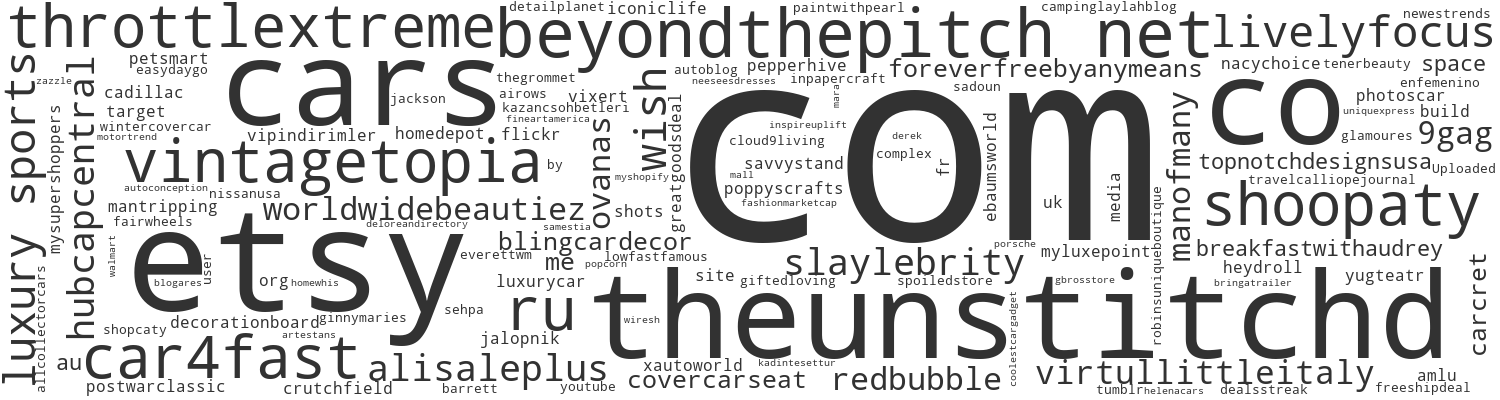 throttlextreme
beyondthepitch net
livelyfocus
detailplanet
iconiclife
paintwithpearl
campinglaylahblog
newestrends
petsmart
easydaygo
zazzle
cars
thegrommet
autoblog
pepperhive
neeseesdresses
inpapercraft
foreverfreebyanymeans
nacychoice
tenerbeauty
space
luxury sports
hubcapcentral
cadillac
target
jackson
airows
vixert
wish
sadoun
mara
com
co
enfemenino
photoscar
mysupershoppers
wintercovercar
motortrend
kazancsohbetleri
fineartamerica
vipindirimler
homedepot
flickr
greatgoodsdeal
inspireuplift
derek
cloud9living
complex
fr
ebaumsworld
manofmany
uniquexpress
build
glamoures
9gag
vintagetopia
by
ovanas
myshopify
mall
savvystand
poppyscrafts
fashionmarketcap
uk
media
topnotchdesignsusa
Uploaded
travelcalliopejournal
autoconception
nissanusa
mantripping
fairwheels
worldwidebeautiez
deloreandirectory
shots
samestia
shoopaty
walmart
etsy
user
blogares
org
homewhis
blingcardecor
everettwm
me
lowfastfamous
popcorn
porsche
myluxepoint
robinsuniqueboutique
breakfastwithaudrey
allcollectorcars
luxurycar
site
giftedloving
slaylebrity
spoiledstore
gbrosstore
heydroll
bringatrailer
yugteatr
carcret
shopcaty
decorationboard
ginnymaries
artestans
sehpa
ru
jalopnik
wiresh
theunstitchd
coolestcargadget
au
car4fast
alisaleplus
xautoworld
kadintesettur
covercarseat
redbubble
virtullittleitaly
amlu
postwarclassic
crutchfield
barrett
youtube
tumblr
helenacars
dealsstreak
freeshipdeal